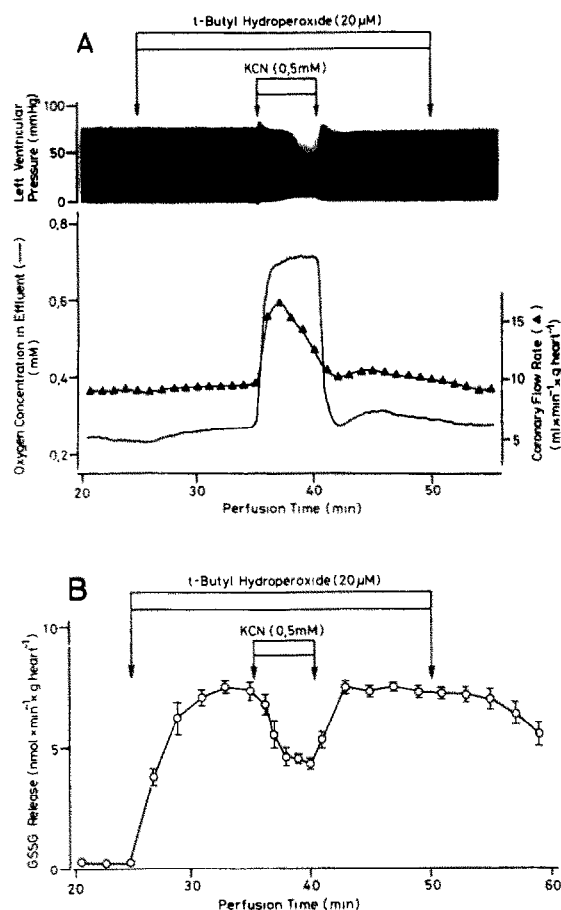 t-Butyl Hydroperoxide (20 µM)
A
KCN (0,5mM)
Left Ventricular
Pressure (mmHg)
100
50
0
Oxygen Concentration in Effluent (—)
(mM)
0,8
0,6
0,4
0,2
Coronary Flow Rate (▲)
(ml×min⁻¹×g heart⁻¹)
15
10
5
20 30 40 50
Perfusion Time (min)
B
t-Butyl Hydroperoxide (20µM)
KCN (0,5mM)
GSSG Release (nmol×min⁻¹×g heart⁻¹)
10
5
0
20 30 40 50 60
Perfusion Time (min)